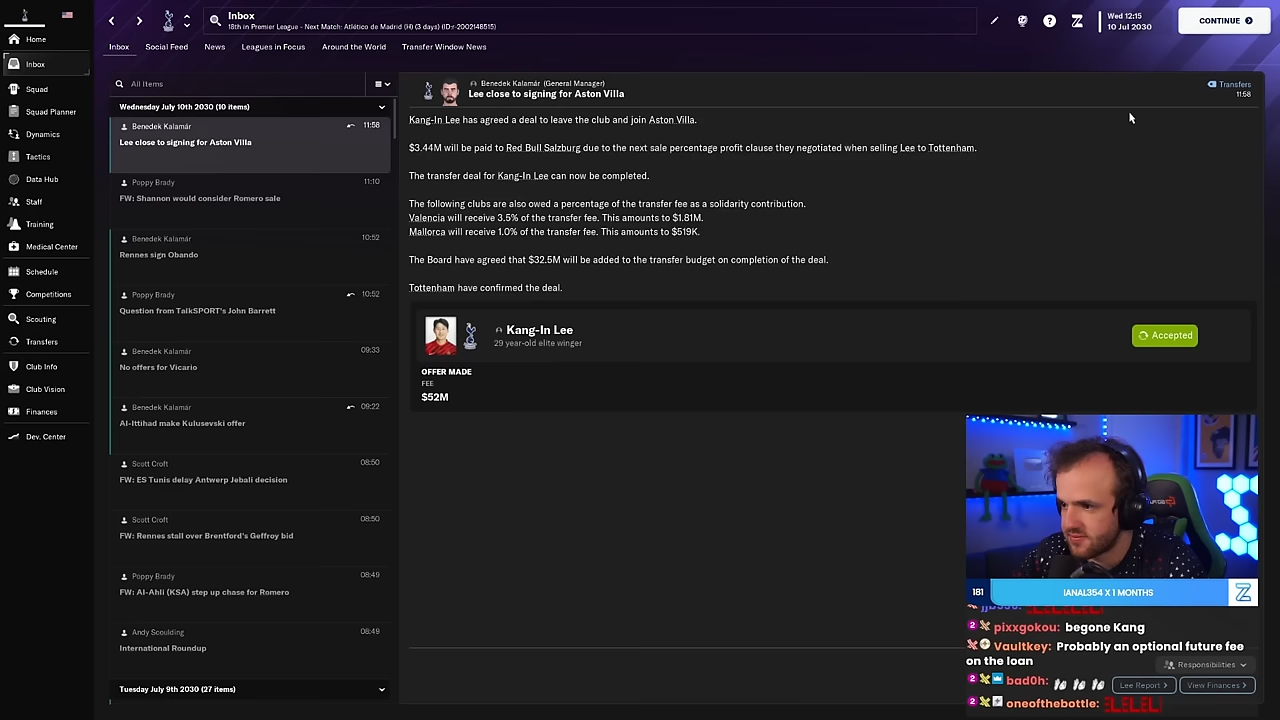 Inbox
18th in Premier League - Next Match: Atlético de Madrid (H) (3 days) (ID:r-2002148515)
Wed 12:15
10 Jul 2030
CONTINUE
Inbox
Social Feed
News
Leagues in Focus
Around the World
Transfer Window News
Home
Inbox
Squad
Squad Planner
Dynamics
Tactics
Data Hub
Staff
Training
Medical Center
Schedule
Competitions
Scouting
Transfers
Club Info
Club Vision
Finances
Dev. Center
All Items
Wednesday July 10th 2030 (10 items)
Benedek Kalamár 11:58
Lee close to signing for Aston Villa
Poppy Brady 11:10
FW: Shannon would consider Romero sale
Benedek Kalamár 10:52
Rennes sign Obando
Poppy Brady 10:52
Question from TalkSPORT's John Barrett
Benedek Kalamár 09:33
No offers for Vicario
Benedek Kalamár 09:22
Al-Ittihad make Kulusevski offer
Scott Croft 08:50
FW: ES Tunis delay Antwerp Jebali decision
Scott Croft 08:50
FW: Rennes stall over Brentford's Geffroy bid
Poppy Brady 08:49
FW: Al-Ahli (KSA) step up chase for Romero
Andy Scoulding 08:49
International Roundup
Tuesday July 9th 2030 (27 items)
Benedek Kalamár (General Manager)
Lee close to signing for Aston Villa
Transfers
11:58
Kang-In Lee has agreed a deal to leave the club and join Aston Villa.
$3.44M will be paid to Red Bull Salzburg due to the next sale percentage profit clause they negotiated when selling Lee to Tottenham.
The transfer deal for Kang-In Lee can now be completed.
The following clubs are also owed a percentage of the transfer fee as a solidarity contribution.
Valencia will receive 3.5% of the transfer fee. This amounts to $1.81M.
Mallorca will receive 1.0% of the transfer fee. This amounts to $519K.
The Board have agreed that $32.5M will be added to the transfer budget on completion of the deal.
Tottenham have confirmed the deal.
Kang-In Lee
29 year-old elite winger
Accepted
OFFER MADE
FEE
$52M
181
IANAL354 X 1 MONTHS
pixxgokou: begone Kang
Vaultkey: Probably an optional future fee
on the loan
Responsibilities
bad0h:
Lee Report
View Finances
oneofthebottle: